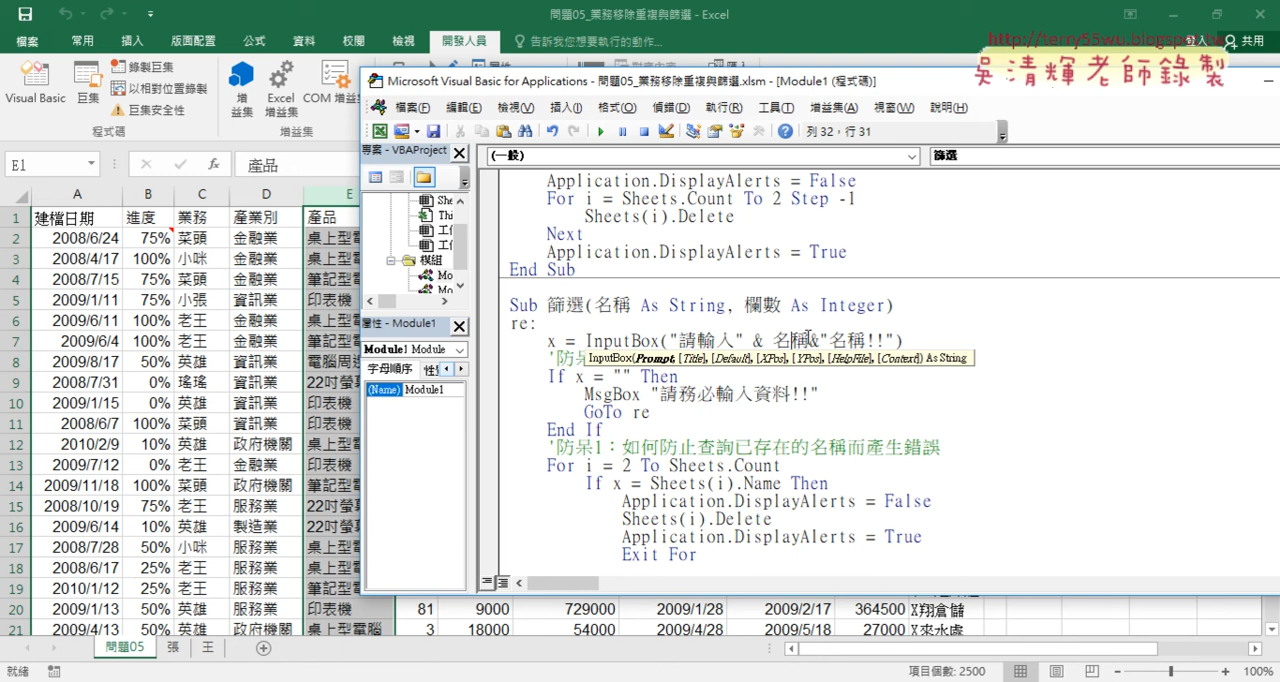 問題05_業務移除重複與篩選 - Excel
http://terry55wu.blogspot.tw
吳清輝老師錄製
檔案 常用 插入 版面配置 公式 資料 校閱 檢視 開發人員 告訴我您想要執行的動作... 登入 共用
Visual Basic 巨集 錄製巨集 以相對位置錄製 巨集安全性
增益集 Excel 增益集 COM 增益集
程式碼 增益集
Microsoft Visual Basic for Applications - 問題05_業務移除重複與篩選.xlsm - [Module1 (程式碼)]
檔案(F) 編輯(E) 檢視(V) 插入(I) 格式(O) 偵錯(D) 執行(R) 工具(T) 增益集(A) 視窗(W) 說明(H)
列 32，行 31
E1 fx 產品
專案 - VBAProject
(一般) 篩選
模組
屬性 - Module1
Module1 Module
字母順序
(Name) Module1
Application.DisplayAlerts = False
For i = Sheets.Count To 2 Step -1
Sheets(i).Delete
Next
Application.DisplayAlerts = True
End Sub
Sub 篩選(名稱 As String, 欄數 As Integer)
re:
x = InputBox("請輸入" & 名稱&"名稱!!")
'防呆
InputBox(Prompt, [Title], [Default], [XPos], [YPos], [HelpFile], [Context]) As String
If x = "" Then
MsgBox "請務必輸入資料!!"
GoTo re
End If
'防呆1：如何防止查詢已存在的名稱而產生錯誤
For i = 2 To Sheets.Count
If x = Sheets(i).Name Then
Application.DisplayAlerts = False
Sheets(i).Delete
Application.DisplayAlerts = True
Exit For
A B C D E
1 建檔日期 進度 業務 產業別 產品
2 2008/6/24 75% 菜頭 金融業 桌上型電
3 2008/4/17 100% 小咪 金融業 桌上型電
4 2008/7/15 75% 菜頭 金融業 筆記型電
5 2009/1/11 75% 小張 資訊業 印表機
6 2009/6/11 100% 老王 金融業 桌上型電
7 2009/6/4 100% 老王 金融業 筆記型電
8 2009/8/17 50% 英雄 資訊業 電腦周邊
9 2008/7/31 0% 瑤瑤 資訊業 22吋螢幕
10 2009/1/15 0% 英雄 資訊業 印表機
11 2008/6/7 100% 菜頭 資訊業 印表機
12 2010/2/9 10% 英雄 政府機關 桌上型電
13 2009/7/12 0% 老王 金融業 印表機
14 2009/11/18 100% 菜頭 政府機關 筆記型電
15 2008/10/19 75% 老王 服務業 22吋螢幕
16 2009/6/14 10% 英雄 製造業 22吋螢幕
17 2008/7/28 50% 小咪 服務業 桌上型電
18 2008/6/17 25% 老王 服務業 桌上型電
19 2010/1/12 25% 老王 服務業 筆記型電
20 2009/1/13 50% 英雄 服務業 印表機 81 9000 729000 2009/1/28 2009/2/17 364500 翔倉儲
21 2009/4/13 50% 英雄 政府機關 桌上型電腦 3 18000 54000 2009/4/28 2009/5/18 27000 來水處
問題05 張 王
就緒 項目個數: 2500 100%